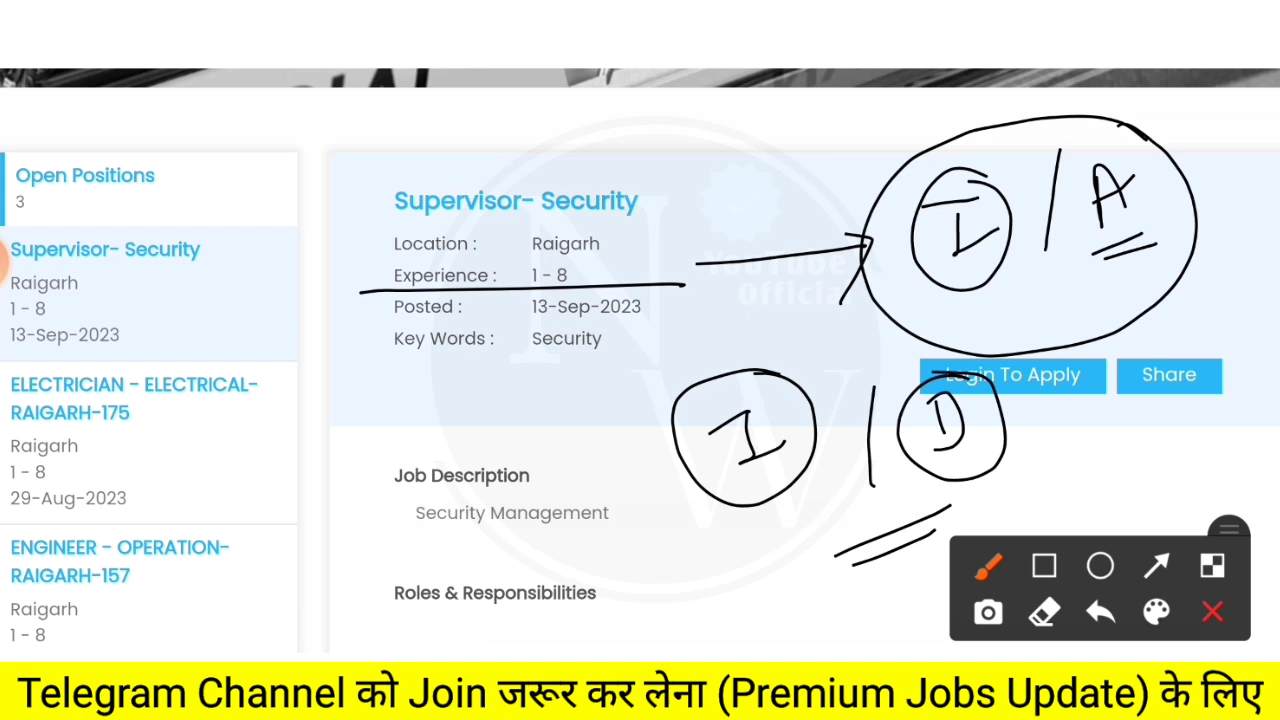 Open Positions
3
Supervisor- Security
Raigarh
1 - 8
13-Sep-2023
ELECTRICIAN - ELECTRICAL-
RAIGARH-175
Raigarh
1 - 8
29-Aug-2023
ENGINEER - OPERATION-
RAIGARH-157
Raigarh
1 - 8
Supervisor- Security
Location : Raigarh
Experience : 1 - 8
Posted : 13-Sep-2023
Key Words : Security
I / A
Login To Apply Share
I / D
YouTube
Official
N
W
Job Description
Security Management
Roles & Responsibilities
Telegram Channel को Join जरूर कर लेना (Premium Jobs Update) के लिए